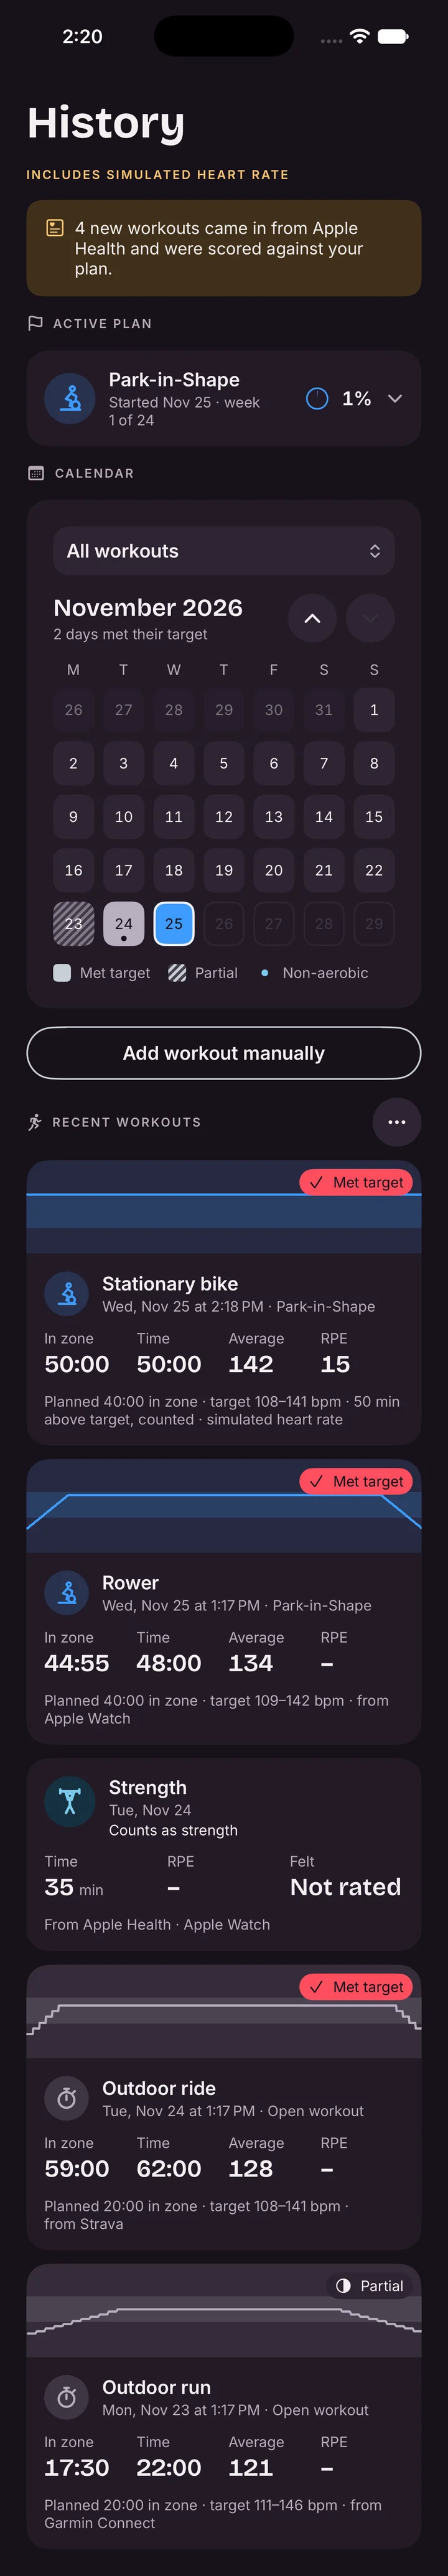 2:20
History
INCLUDES SIMULATED HEART RATE
4 new workouts came in from Apple
Health and were scored against your
plan.
ACTIVE PLAN
Park-in-Shape
Started Nov 25 · week
1 of 24
1%
CALENDAR
All workouts
November 2026
2 days met their target
M T W T F S S
26 27 28 29 30 31 1
2 3 4 5 6 7 8
9 10 11 12 13 14 15
16 17 18 19 20 21 22
23 24 25 26 27 28 29
Met target Partial Non-aerobic
Add workout manually
RECENT WORKOUTS
Met target
Stationary bike
Wed, Nov 25 at 2:18 PM · Park-in-Shape
In zone Time Average RPE
50:00 50:00 142 15
Planned 40:00 in zone · target 108–141 bpm · 50 min
above target, counted · simulated heart rate
Met target
Rower
Wed, Nov 25 at 1:17 PM · Park-in-Shape
In zone Time Average RPE
44:55 48:00 134 –
Planned 40:00 in zone · target 109–142 bpm · from
Apple Watch
Strength
Tue, Nov 24
Counts as strength
Time RPE Felt
35 min – Not rated
From Apple Health · Apple Watch
Met target
Outdoor ride
Tue, Nov 24 at 1:17 PM · Open workout
In zone Time Average RPE
59:00 62:00 128 –
Planned 20:00 in zone · target 108–141 bpm ·
from Strava
Partial
Outdoor run
Mon, Nov 23 at 1:17 PM · Open workout
In zone Time Average RPE
17:30 22:00 121 –
Planned 20:00 in zone · target 111–146 bpm · from
Garmin Connect